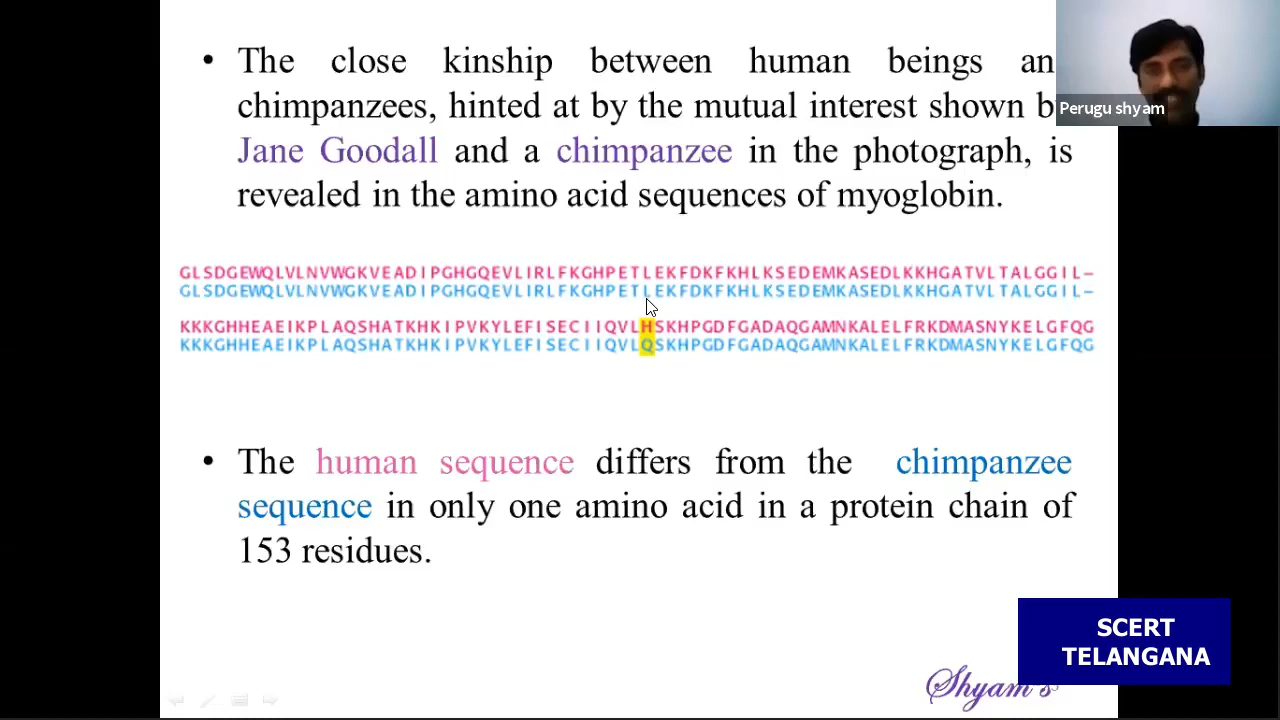 • The close kinship between human beings an
chimpanzees, hinted at by the mutual interest shown b
Perugu shyam
Jane Goodall and a chimpanzee in the photograph, is
revealed in the amino acid sequences of myoglobin.
GLSDGEWQLVLNVWGKVEADIPGHGQEVLIRLFKGHPETLEKFDKFKHLKSEDEMKASEDLKKHGATVLTALGGIL–
GLSDGEWQLVLNVWGKVEADIPGHGQEVLIRLFKGHPETLEKFDKFKHLKSEDEMKASEDLKKHGATVLTALGGIL–
KKKGHHEAEIKPLAQSHATKHKIPVKYLEFISECIIQVLHSKHPGDFGADAQGAMNKALELFRKDMASNYKELGFQG
KKKGHHEAEIKPLAQSHATKHKIPVKYLEFISECIIQVLQSKHPGDFGADAQGAMNKALELFRKDMASNYKELGFQG
• The human sequence differs from the chimpanzee
sequence in only one amino acid in a protein chain of
153 residues.
SCERT
TELANGANA
Shyam's